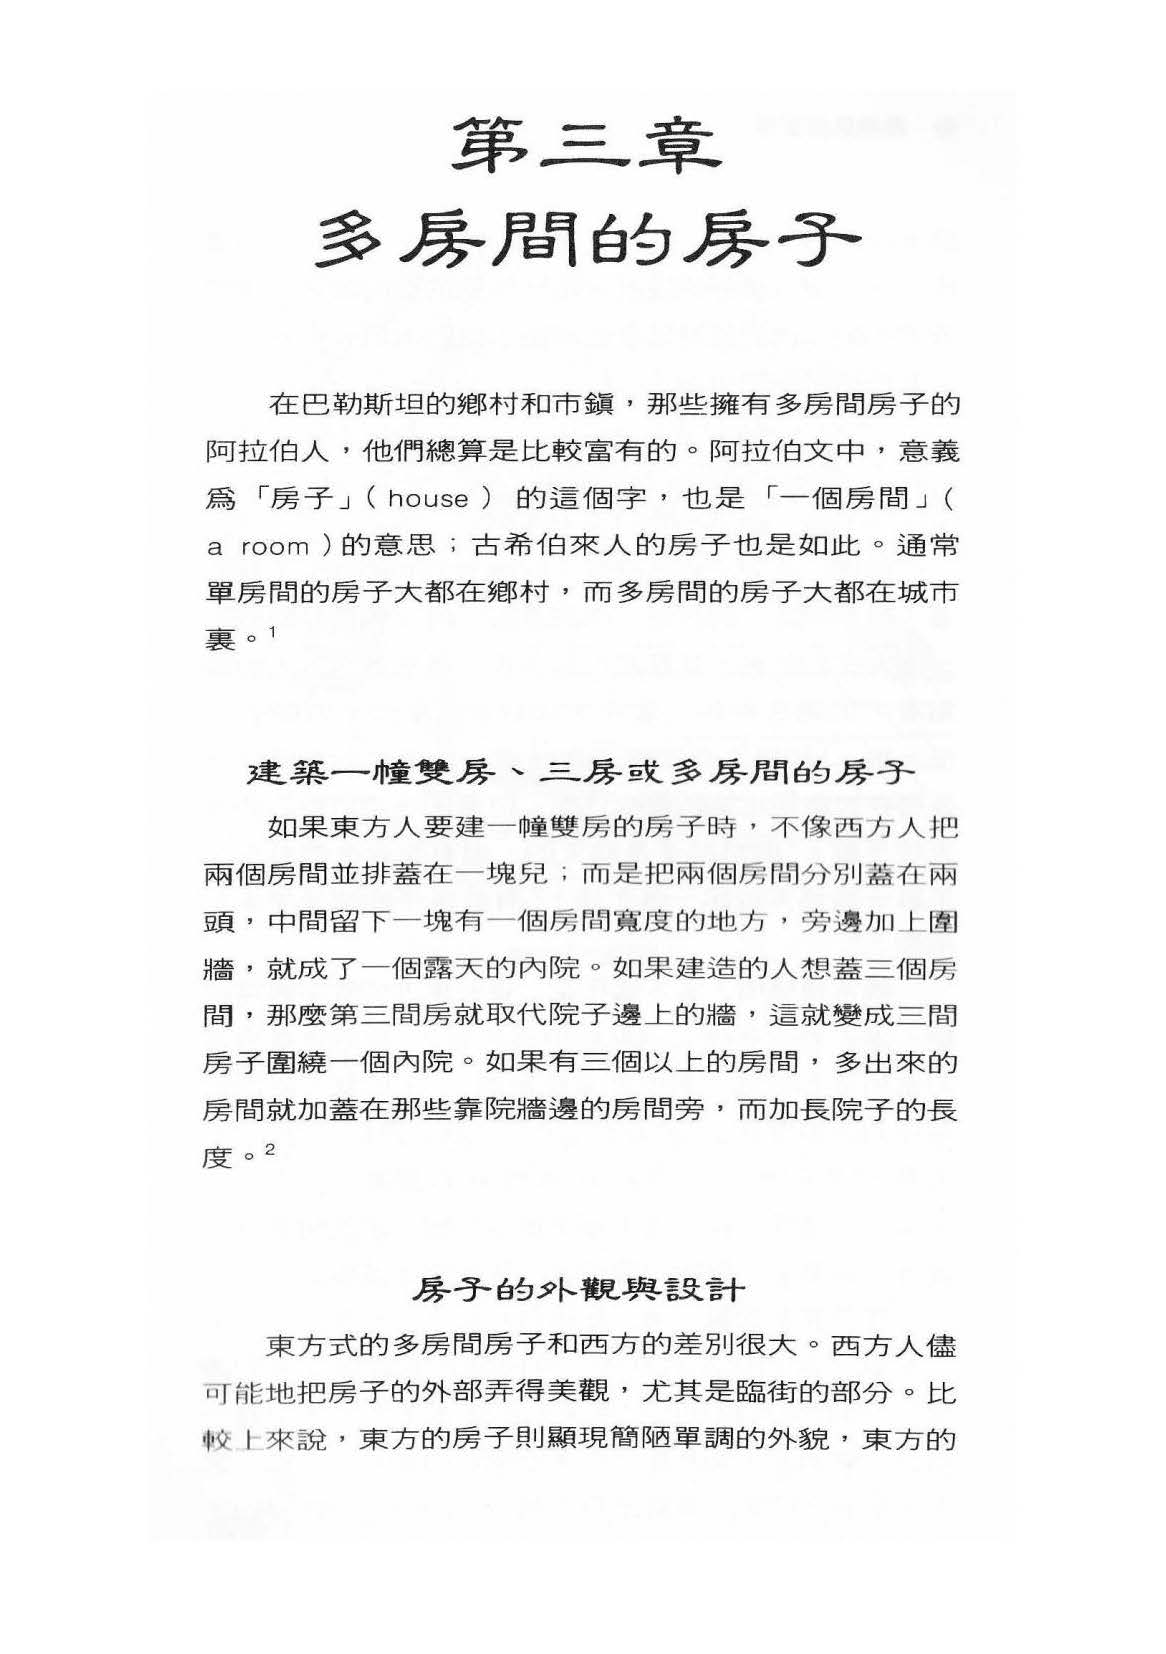 第三章
多房間的房子
在巴勒斯坦的鄉村和市鎭，那些擁有多房間房子的
阿拉伯人，他們總算是比較富有的。阿拉伯文中，意義
爲「房子」( house ) 的這個字，也是「一個房間」(
a room )的意思；古希伯來人的房子也是如此。通常
單房間的房子大都在鄉村，而多房間的房子大都在城市
裏。1
建築一幢雙房、三房或多房間的房子
如果東方人要建一幢雙房的房子時，不像西方人把
兩個房間並排蓋在一塊兒；而是把兩個房間分別蓋在兩
頭，中間留下一塊有一個房間寬度的地方，旁邊加上圍
牆，就成了一個露天的內院。如果建造的人想蓋三個房
間，那麼第三間房就取代院子邊上的牆，這就變成三間
房子圍繞一個內院。如果有三個以上的房間，多出來的
房間就加蓋在那些靠院牆邊的房間旁，而加長院子的長
度。2
房子的外觀與設計
東方式的多房間房子和西方的差別很大。西方人儘
可能地把房子的外部弄得美觀，尤其是臨街的部分。比
較上來說，東方的房子則顯現簡陋單調的外貌，東方的